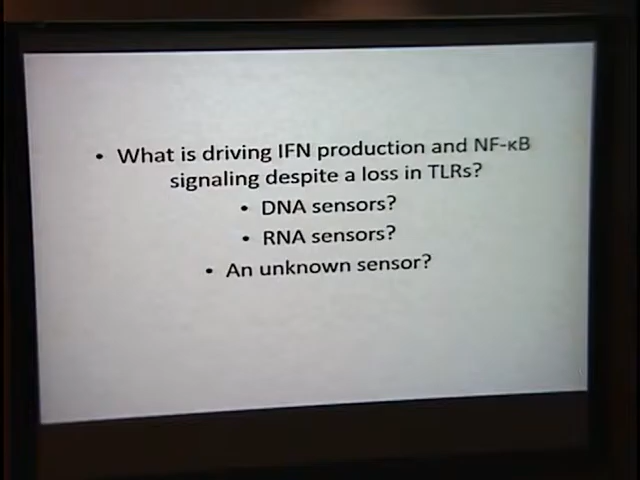 • What is driving IFN production and NF-κB
signaling despite a loss in TLRs?
• DNA sensors?
• RNA sensors?
• An unknown sensor?